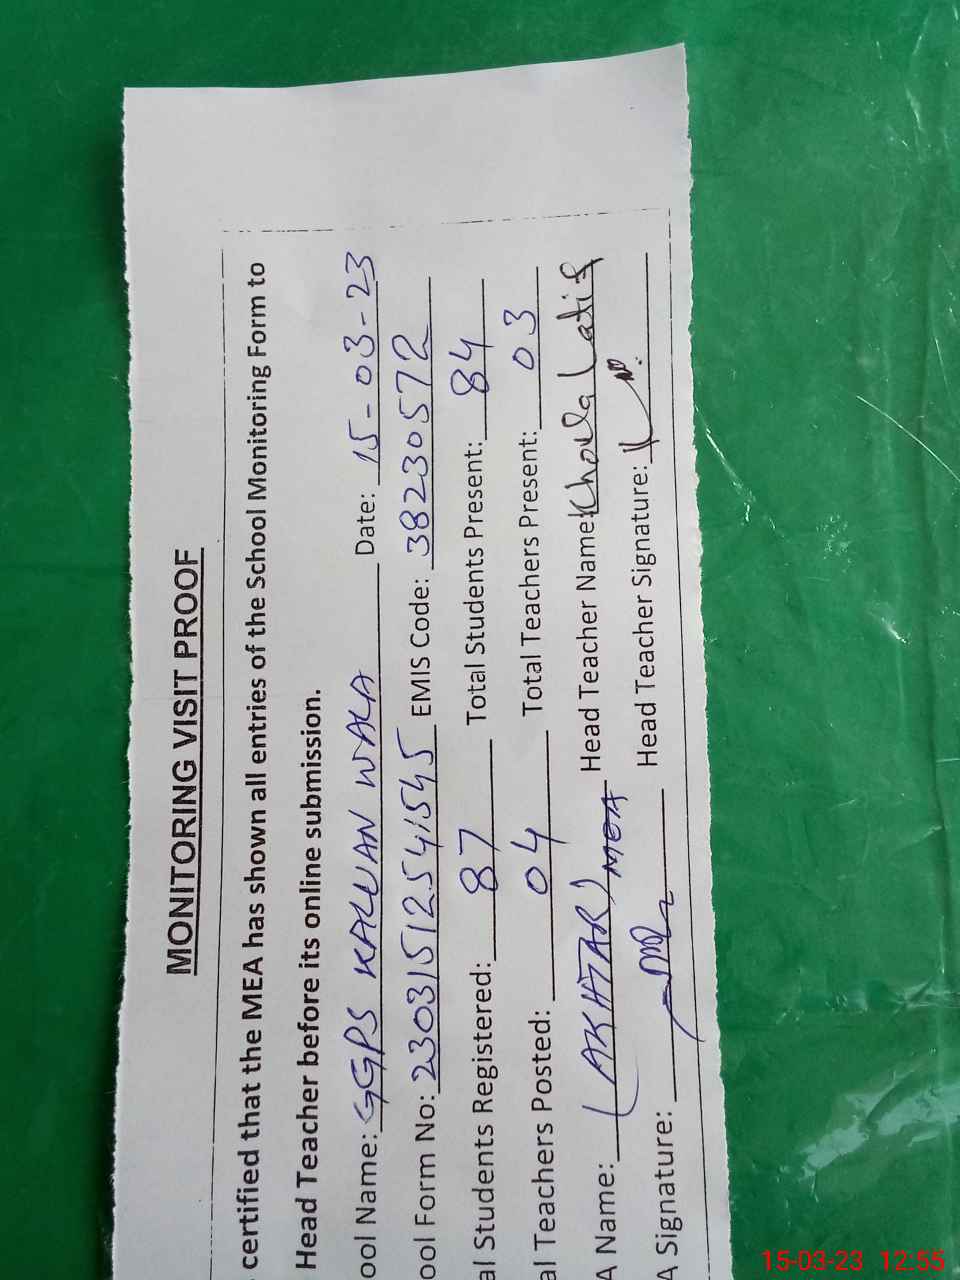 MONITORING VISIT PROOF
certified that the MEA has shown all entries of the School Monitoring Form to
Head Teacher before its online submission.
ool Name: GGPS KALUAN WALA Date: 15-03-23
ool Form No: 230315125541545 EMIS Code: 38230572
al Students Registered: 87 Total Students Present: 84
al Teachers Posted: 04 Total Teachers Present: 03
A Name: (AKHTAR) MEA Head Teacher Name: Khoula Latif
A Signature: Head Teacher Signature:
15-03-23 12:55